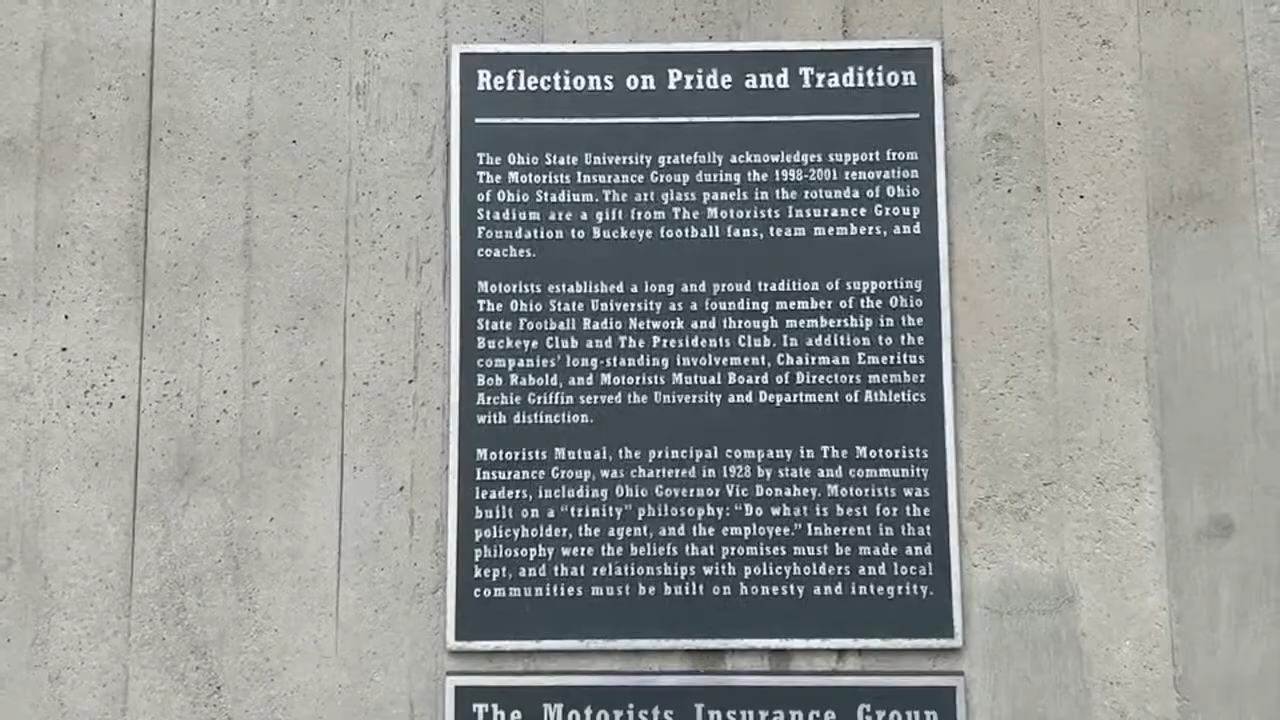 Reflections on Pride and Tradition
The Ohio State University gratefully acknowledges support from
The Motorists Insurance Group during the 1998-2001 renovation
of Ohio Stadium. The art glass panels in the rotunda of Ohio
Stadium are a gift from The Motorists Insurance Group
Foundation to Buckeye football fans, team members, and
coaches.
Motorists established a long and proud tradition of supporting
The Ohio State University as a founding member of the Ohio
State Football Radio Network and through membership in the
Buckeye Club and The Presidents Club. In addition to the
companies' long-standing involvement, Chairman Emeritus
Bob Rabold, and Motorists Mutual Board of Directors member
Archie Griffin served the University and Department of Athletics
with distinction.
Motorists Mutual, the principal company in The Motorists
Insurance Group, was chartered in 1928 by state and community
leaders, including Ohio Governor Vic Donahey. Motorists was
built on a "trinity" philosophy: "Do what is best for the
policyholder, the agent, and the employee." Inherent in that
philosophy were the beliefs that promises must be made and
kept, and that relationships with policyholders and local
communities must be built on honesty and integrity.
The Motorists Insurance Group